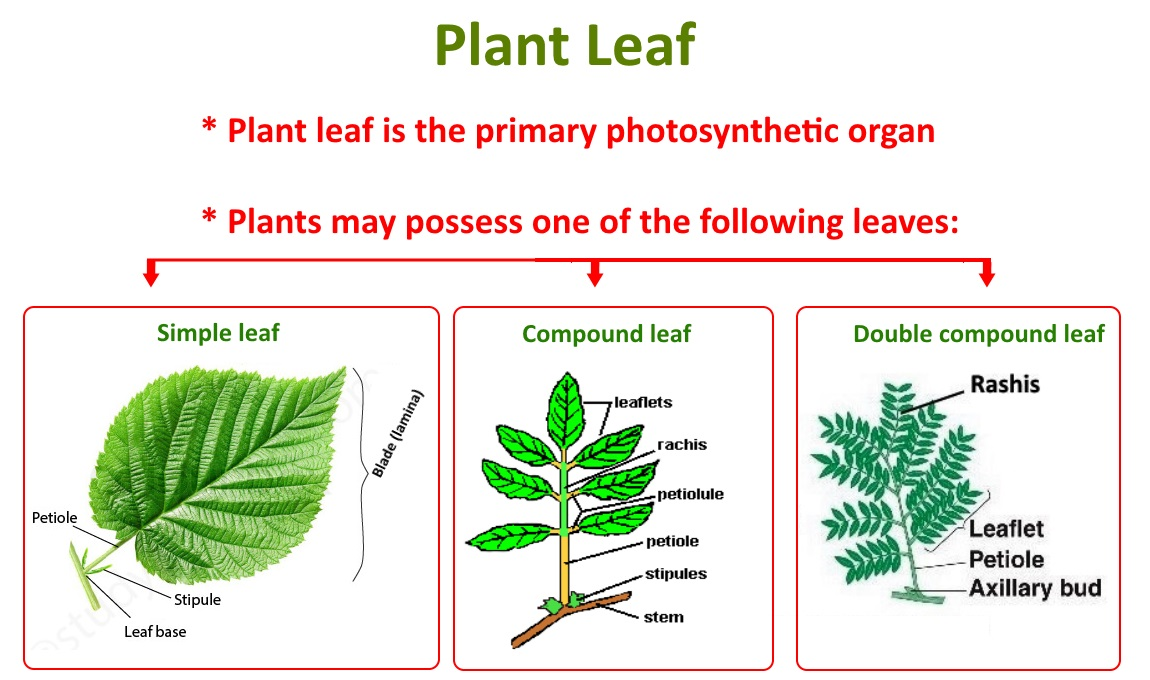 Plant Leaf
* Plant leaf is the primary photosynthetic organ
* Plants may possess one of the following leaves:
Simple leaf
Blade (lamina)
Petiole
Stipule
Leaf base
Compound leaf
leaflets
rachis
petiolule
petiole
stipules
stem
Double compound leaf
Rashis
Leaflet
Petiole
Axillary bud